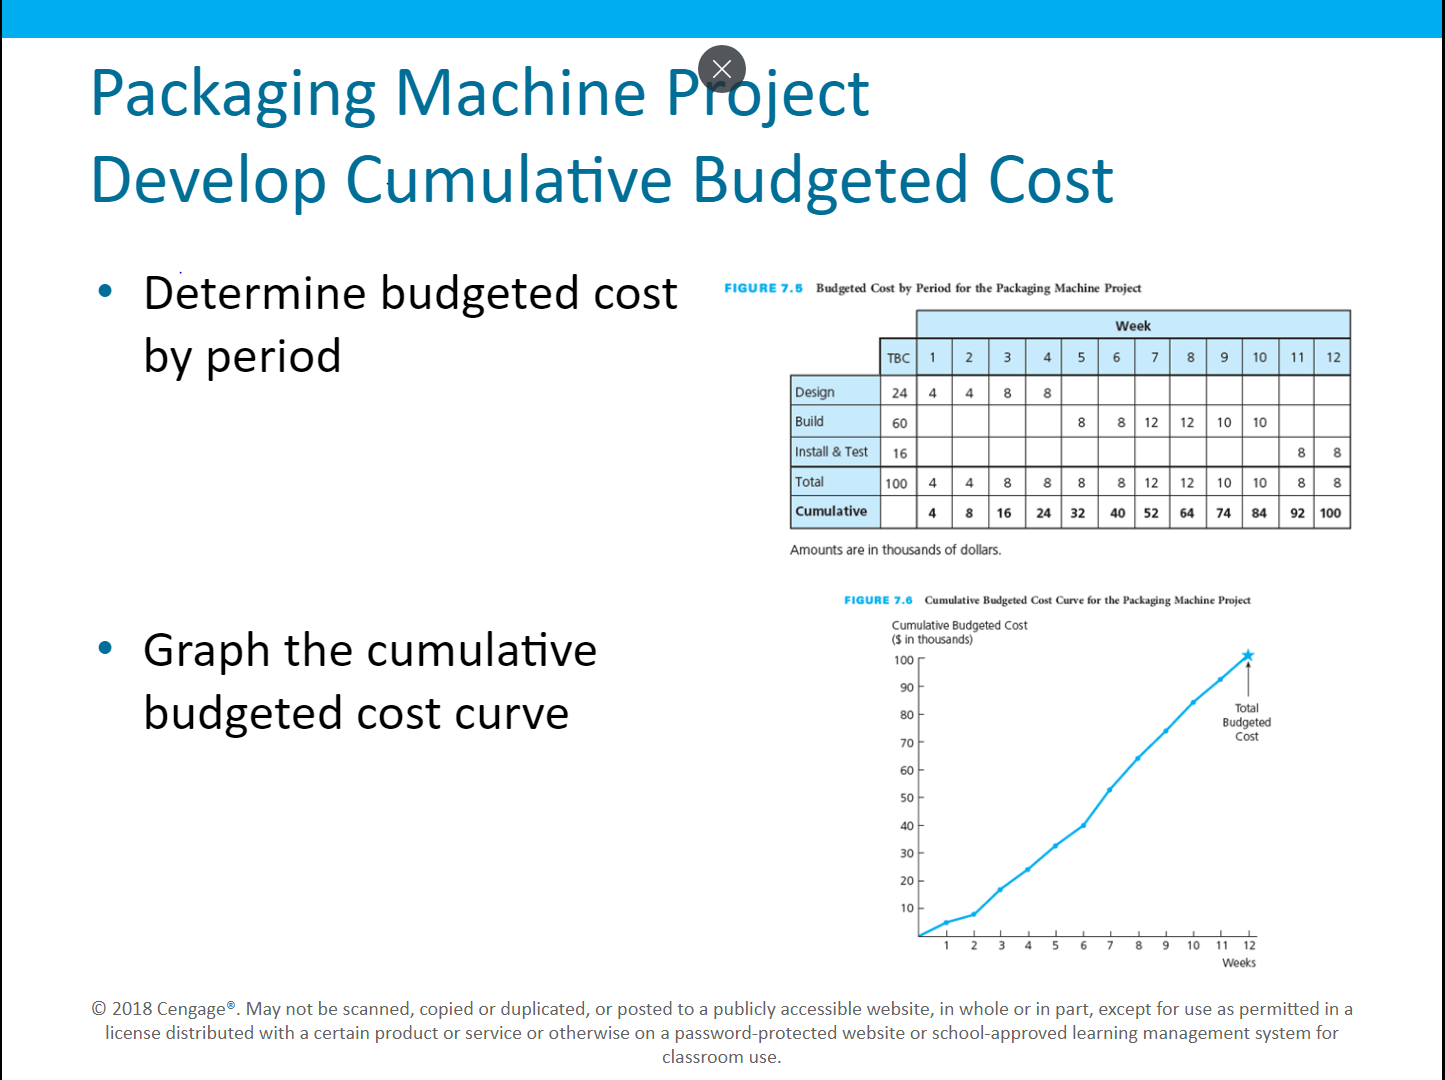 Packaging Machine Project
Develop Cumulative Budgeted Cost
• Determine budgeted cost
by period
FIGURE 7.5 Budgeted Cost by Period for the Packaging Machine Project
Week
TBC 1 2 3 4 5 6 7 8 9 10 11 12
Design 24 4 4 8 8
Build 60 8 8 12 12 10 10
Install & Test 16 8 8
Total 100 4 4 8 8 8 8 12 12 10 10 8 8
Cumulative 4 8 16 24 32 40 52 64 74 84 92 100
Amounts are in thousands of dollars.
• Graph the cumulative
budgeted cost curve
FIGURE 7.6 Cumulative Budgeted Cost Curve for the Packaging Machine Project
Cumulative Budgeted Cost
($ in thousands)
100
90
80
70
60
50
40
30
20
10
Total
Budgeted
Cost
1 2 3 4 5 6 7 8 9 10 11 12
Weeks
© 2018 Cengage®. May not be scanned, copied or duplicated, or posted to a publicly accessible website, in whole or in part, except for use as permitted in a
license distributed with a certain product or service or otherwise on a password-protected website or school-approved learning management system for
classroom use.